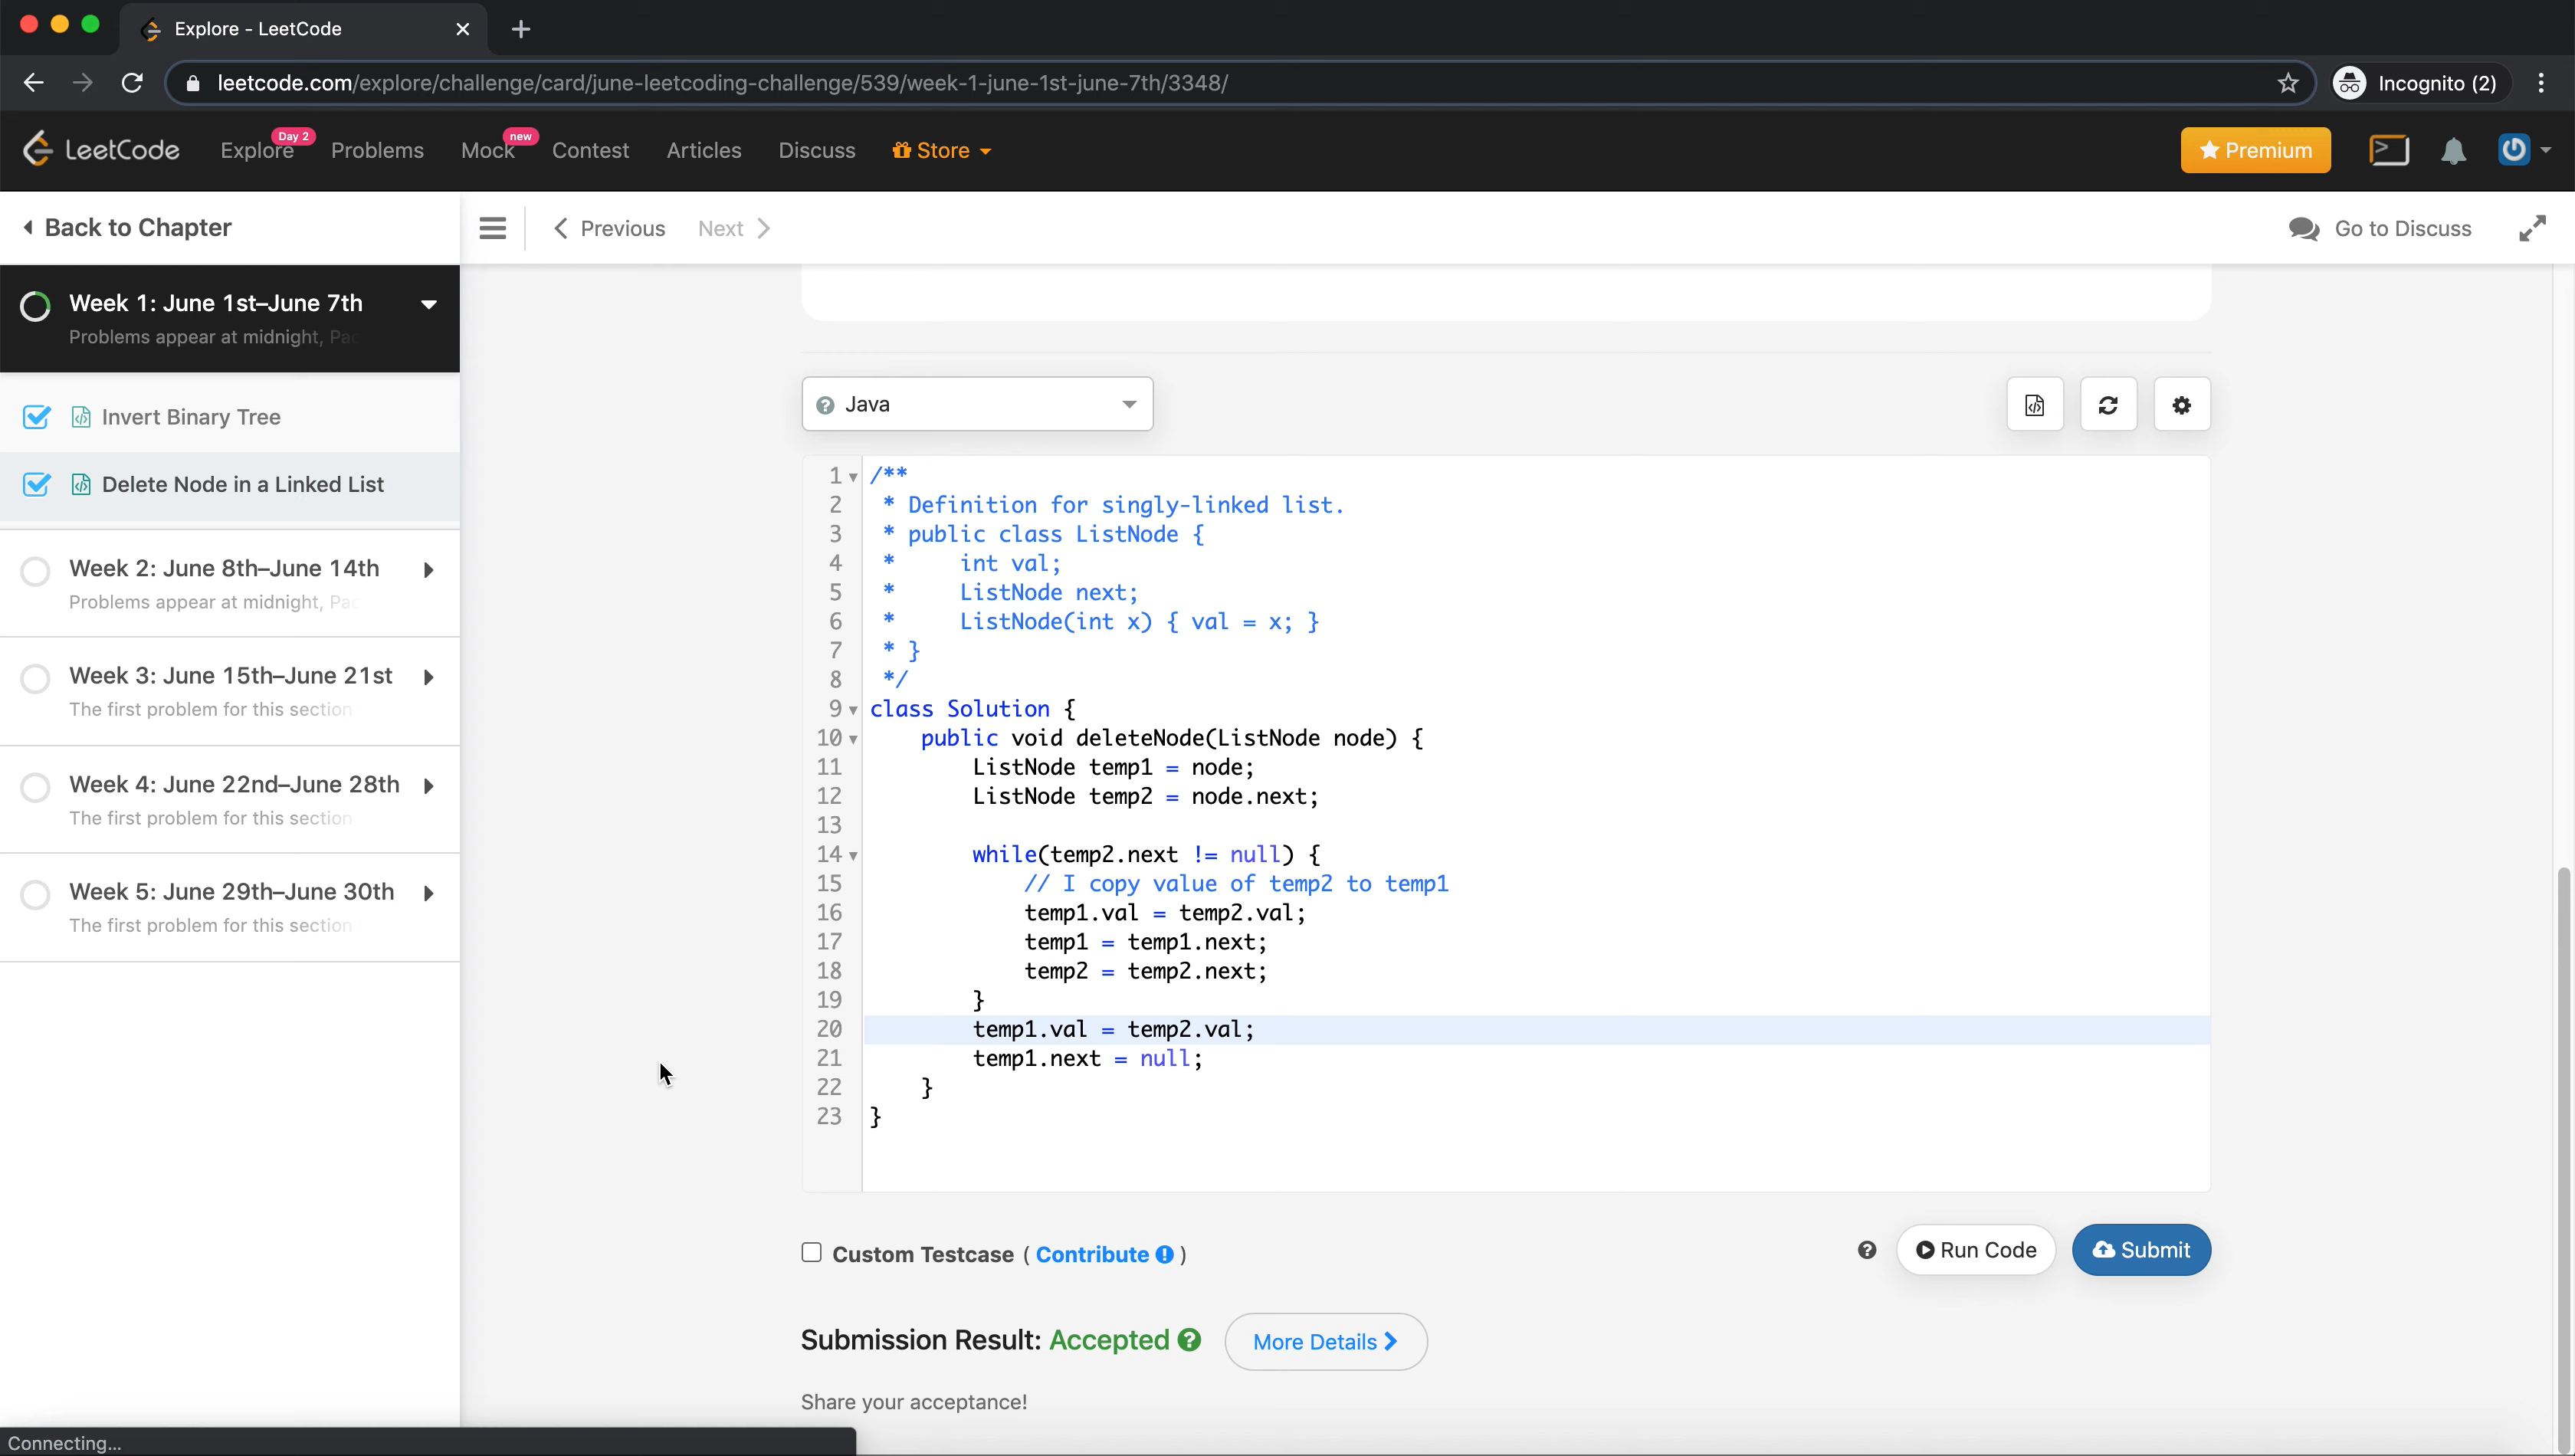 Explore - LeetCode
leetcode.com/explore/challenge/card/june-leetcoding-challenge/539/week-1-june-1st-june-7th/3348/
Incognito (2)
LeetCode
Explore Day 2
Problems
Mock new
Contest
Articles
Discuss
Store
Premium
Back to Chapter
Previous
Next
Go to Discuss
Week 1: June 1st–June 7th
Problems appear at midnight, Pac
Invert Binary Tree
Delete Node in a Linked List
Week 2: June 8th–June 14th
Problems appear at midnight, Pac
Week 3: June 15th–June 21st
The first problem for this section
Week 4: June 22nd–June 28th
The first problem for this section
Week 5: June 29th–June 30th
The first problem for this section
Java
1 /**
2  * Definition for singly-linked list.
3  * public class ListNode {
4  *     int val;
5  *     ListNode next;
6  *     ListNode(int x) { val = x; }
7  * }
8  */
9 class Solution {
10     public void deleteNode(ListNode node) {
11         ListNode temp1 = node;
12         ListNode temp2 = node.next;
13
14         while(temp2.next != null) {
15             // I copy value of temp2 to temp1
16             temp1.val = temp2.val;
17             temp1 = temp1.next;
18             temp2 = temp2.next;
19         }
20         temp1.val = temp2.val;
21         temp1.next = null;
22     }
23 }
Custom Testcase ( Contribute )
Run Code
Submit
Submission Result: Accepted
More Details
Share your acceptance!
Connecting...